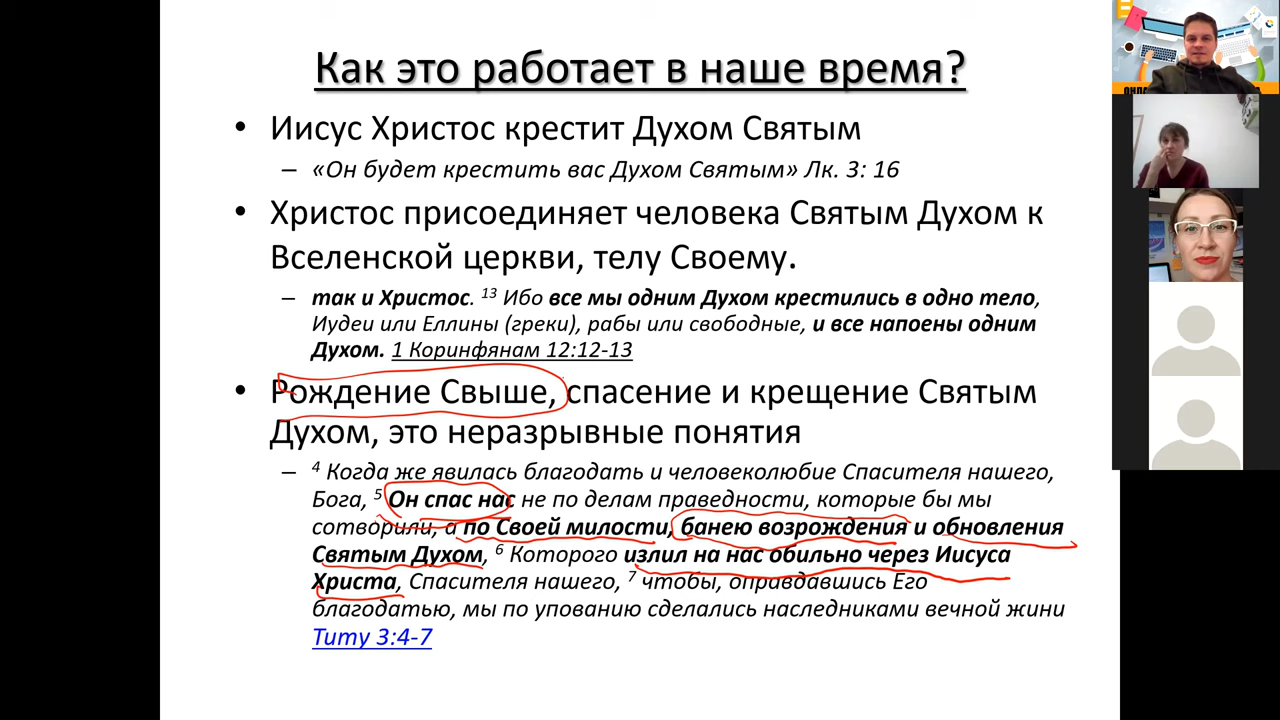 Как это работает в наше время?
• Иисус Христос крестит Духом Святым
– «Он будет крестить вас Духом Святым» Лк. 3: 16
• Христос присоединяет человека Святым Духом к
Вселенской церкви, телу Своему.
– так и Христос. 13 Ибо все мы одним Духом крестились в одно тело,
Иудеи или Еллины (греки), рабы или свободные, и все напоены одним
Духом. 1 Коринфянам 12:12-13
• Рождение Свыше, спасение и крещение Святым
Духом, это неразрывные понятия
– 4 Когда же явилась благодать и человеколюбие Спасителя нашего,
Бога, 5 Он спас нас не по делам праведности, которые бы мы
сотворили, а по Своей милости, банею возрождения и обновления
Святым Духом, 6 Которого излил на нас обильно через Иисуса
Христа, Спасителя нашего, 7 чтобы, оправдавшись Его
благодатью, мы по упованию сделались наследниками вечной жини
Титу 3:4-7